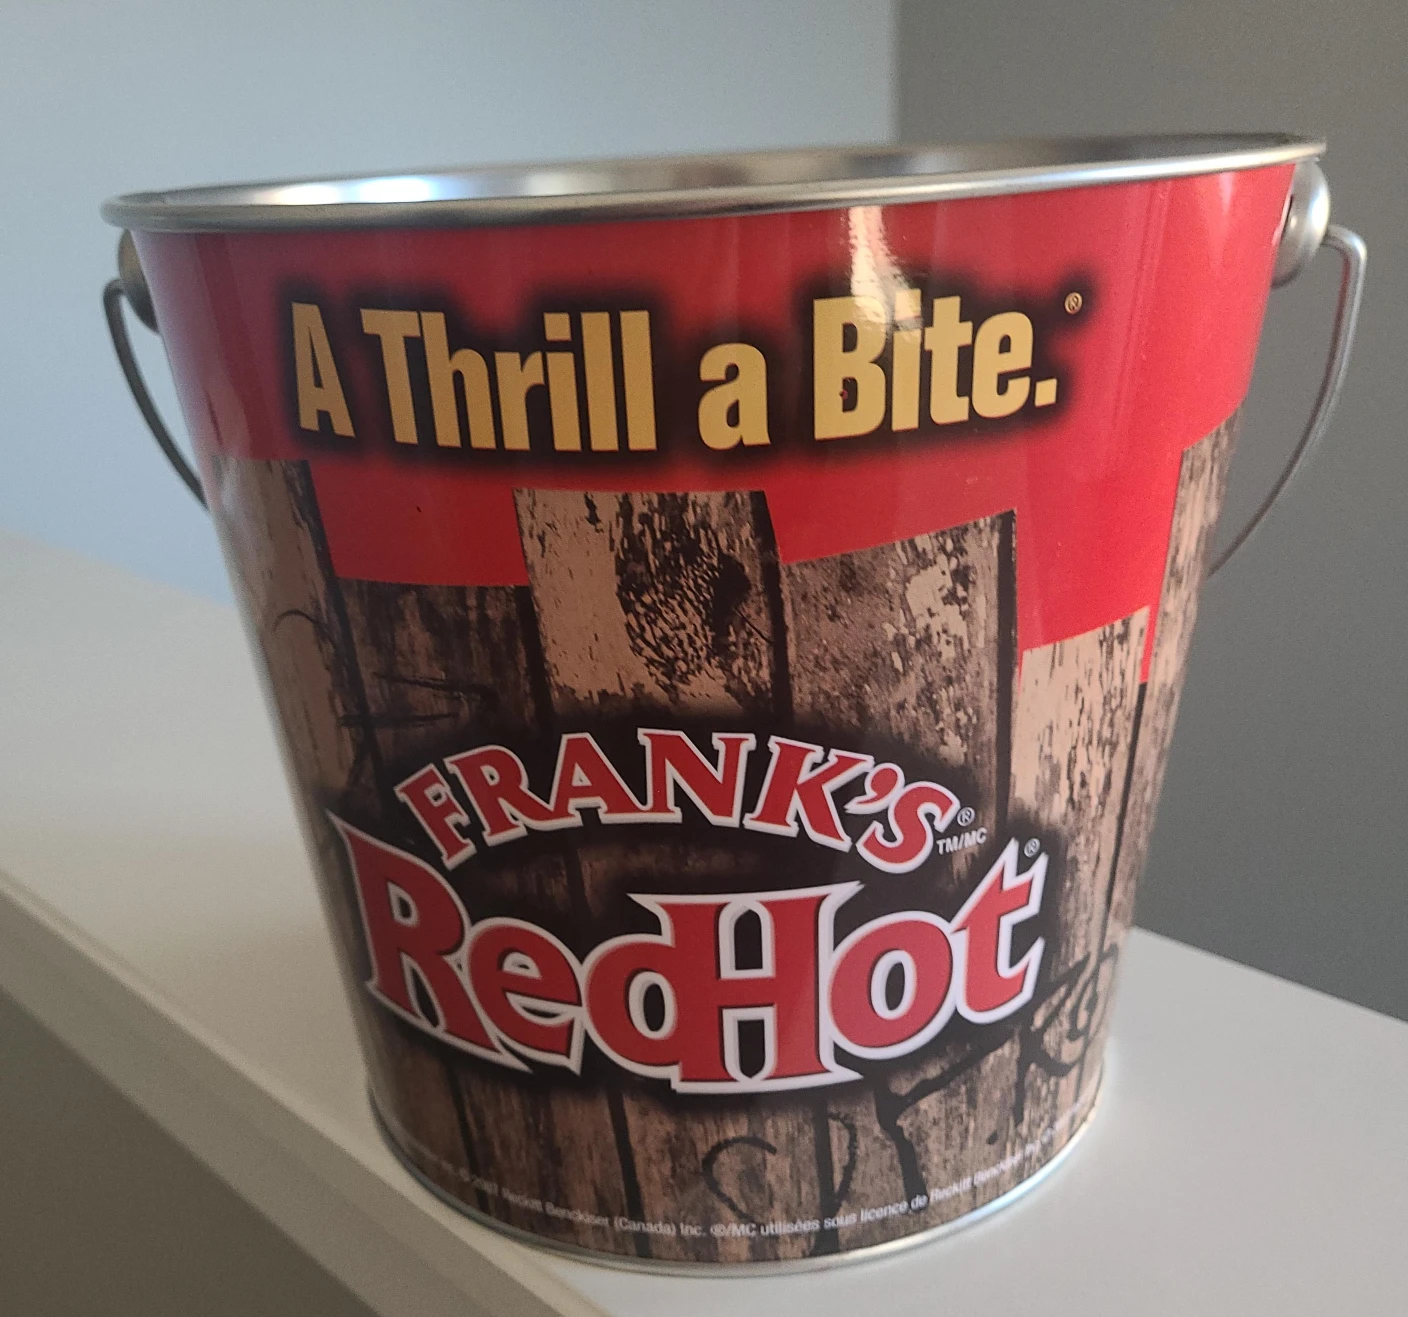 A Thrill a Bite.®
FRANK'S®
TM/MC
RedHot®
Reckitt Benckiser (Canada) Inc. ®/MC utilisées sous licence de Reckitt Benckiser